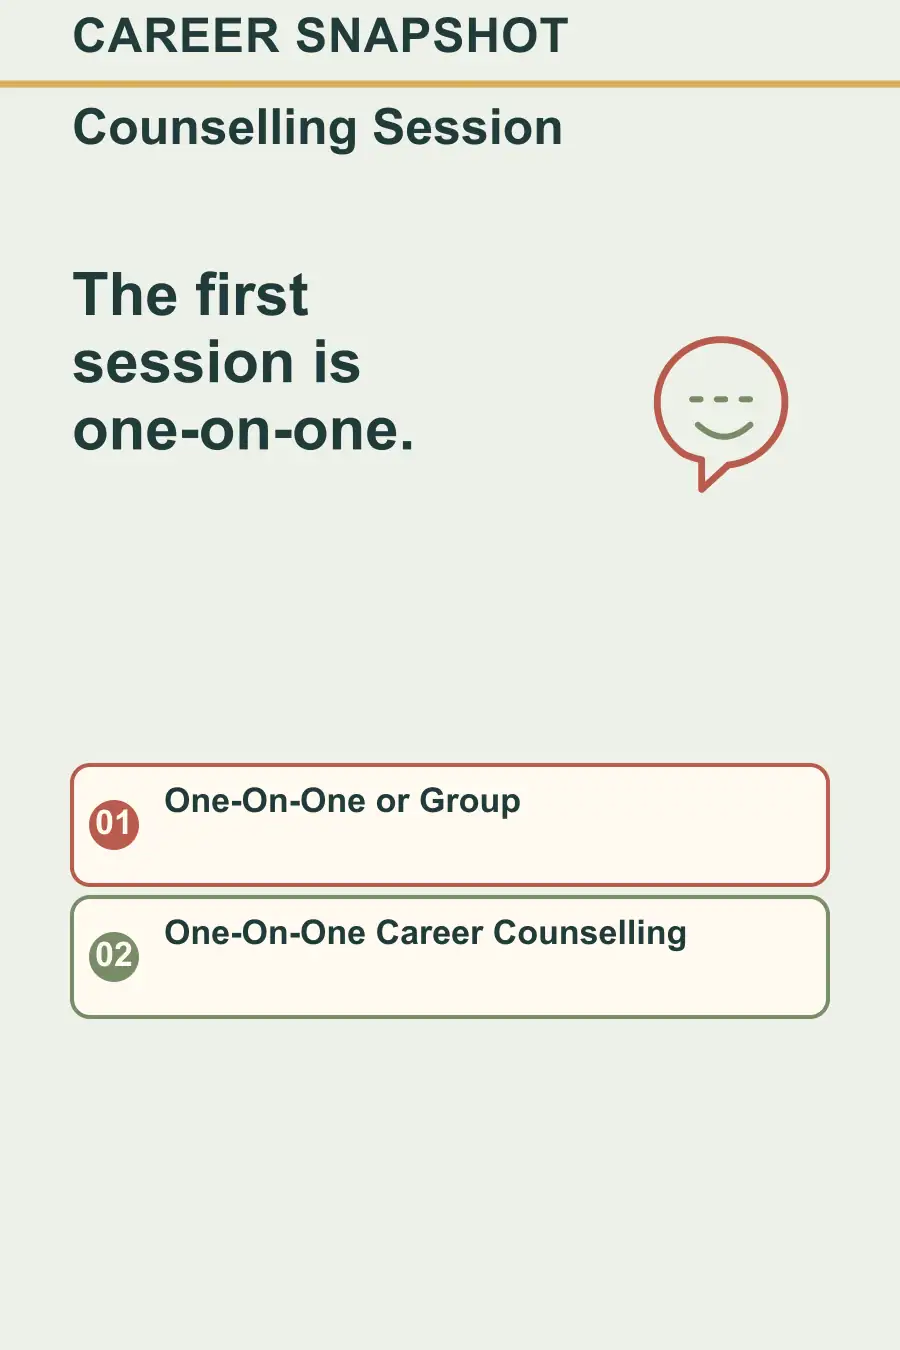 CAREER SNAPSHOT
Counselling Session
The first
session is
one-on-one.
01
One-On-One or Group
02
One-On-One Career Counselling